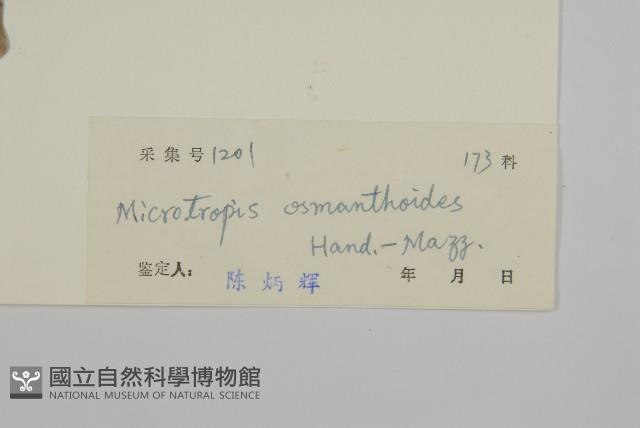 采集号 1201 173 科
Microtropis osmanthoides
Hand.-Mazz.
鉴定人: 陈炳辉 年 月 日
國立自然科學博物館
NATIONAL MUSEUM OF NATURAL SCIENCE